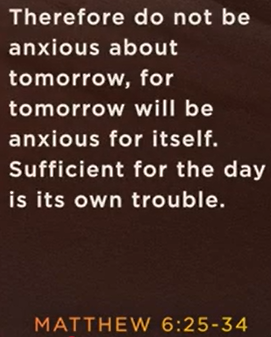 Therefore do not be
anxious about
tomorrow, for
tomorrow will be
anxious for itself.
Sufficient for the day
is its own trouble.
MATTHEW 6:25-34